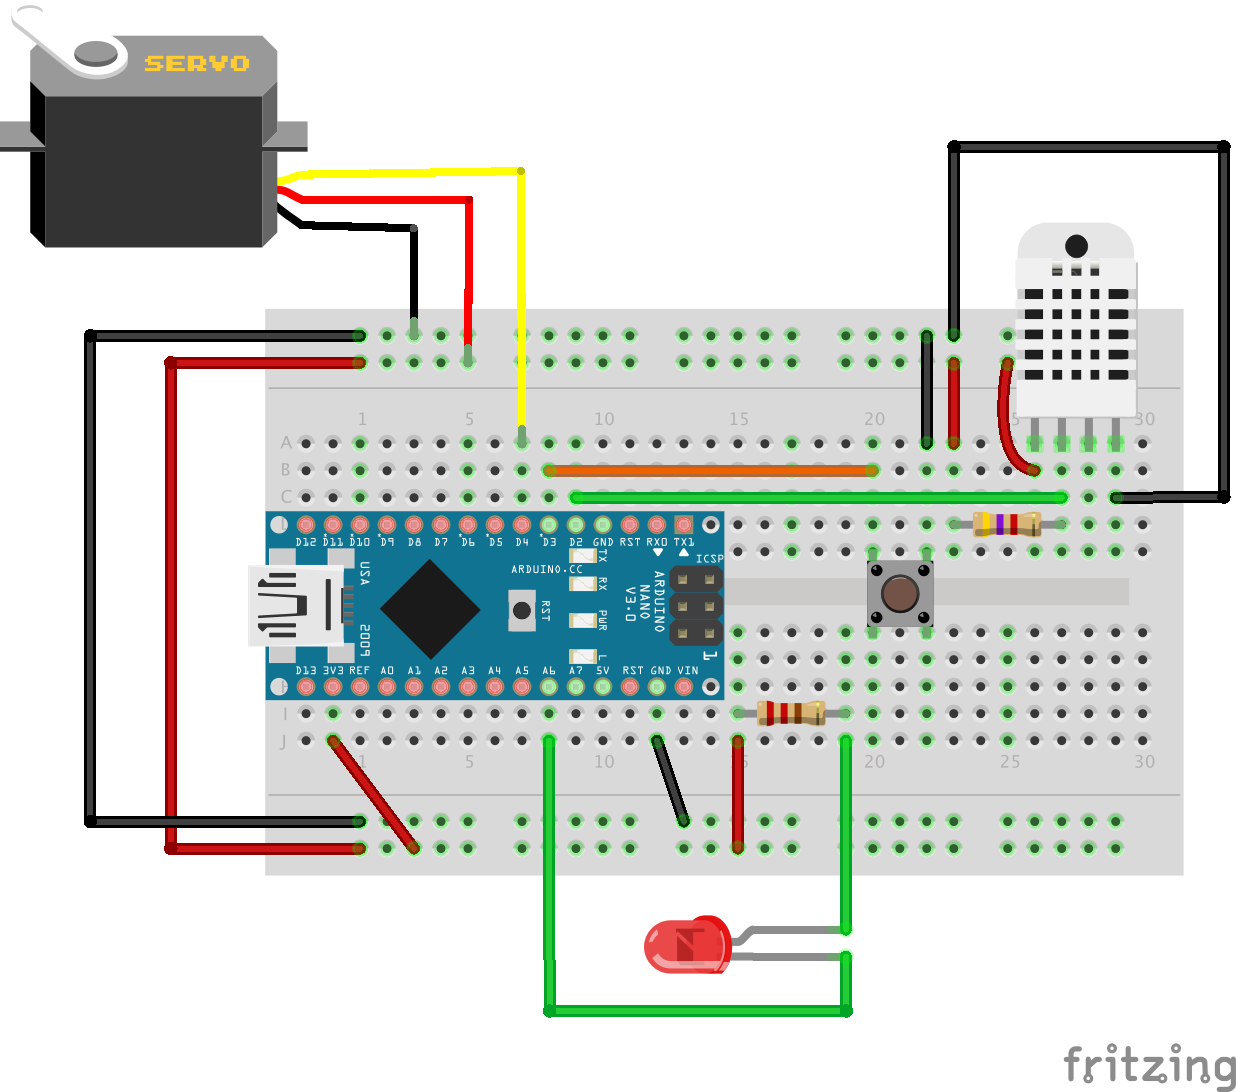 SERVO
1 5 10 15 20 25 30
A
B
C
D12 D11 D10 D9 D8 D7 D6 D5 D4 D3 D2 GND RST RX0 TX1
TX
ICSP
ARDUINO.CC
USA
RX
RST
ARDUINO
NANO
V3.0
PWR
2009
L
1
D13 3V3 REF A0 A1 A2 A3 A4 A5 A6 A7 5V RST GND VIN
I
J
1 5 10 15 20 25 30
fritzing